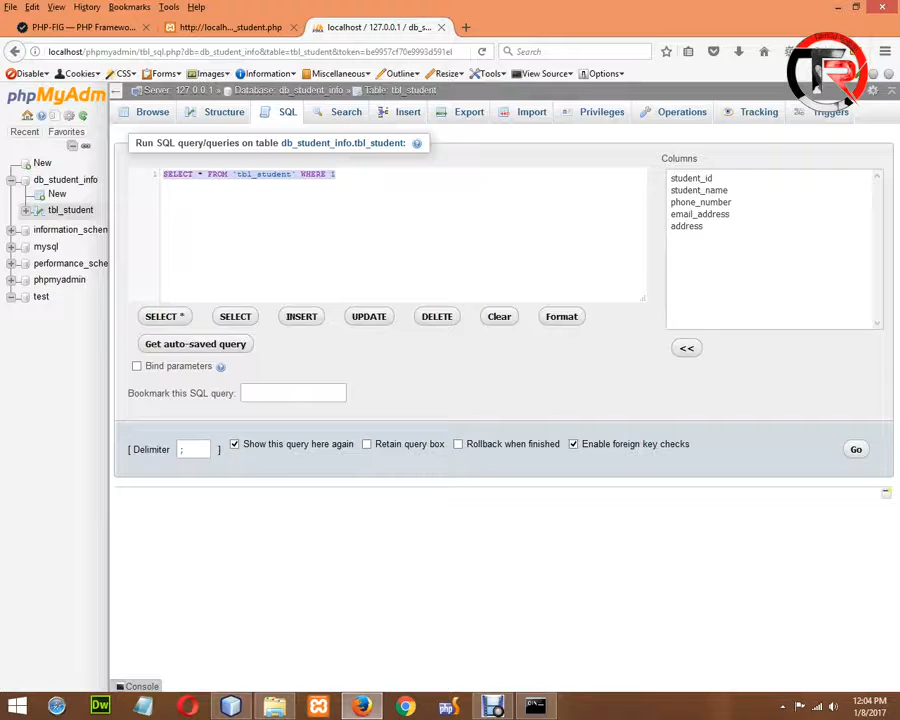 File Edit View History Bookmarks Tools Help
PHP-FIG — PHP Framewo... × http://localh..._student.php × localhost / 127.0.0.1 / db_s... × +
localhost/phpmyadmin/tbl_sql.php?db=db_student_info&table=tbl_student&token=be9957cf70e9993d591el Search
Disable Cookies CSS Forms Images Information Miscellaneous Outline Resize Tools View Source Options
phpMyAdm
Server: 127.0.0.1 » Database: db_student_info » Table: tbl_student
Browse Structure SQL Search Insert Export Import Privileges Operations Tracking Triggers
Recent Favorites
New
db_student_info
New
tbl_student
information_schem
mysql
performance_sche
phpmyadmin
test
Run SQL query/queries on table db_student_info.tbl_student:
1 SELECT * FROM `tbl_student` WHERE 1
Columns
student_id
student_name
phone_number
email_address
address
<<
SELECT * SELECT INSERT UPDATE DELETE Clear Format
Get auto-saved query
Bind parameters
Bookmark this SQL query:
[ Delimiter ; ] Show this query here again Retain query box Rollback when finished Enable foreign key checks Go
Console
Dw
php
12:04 PM
1/8/2017